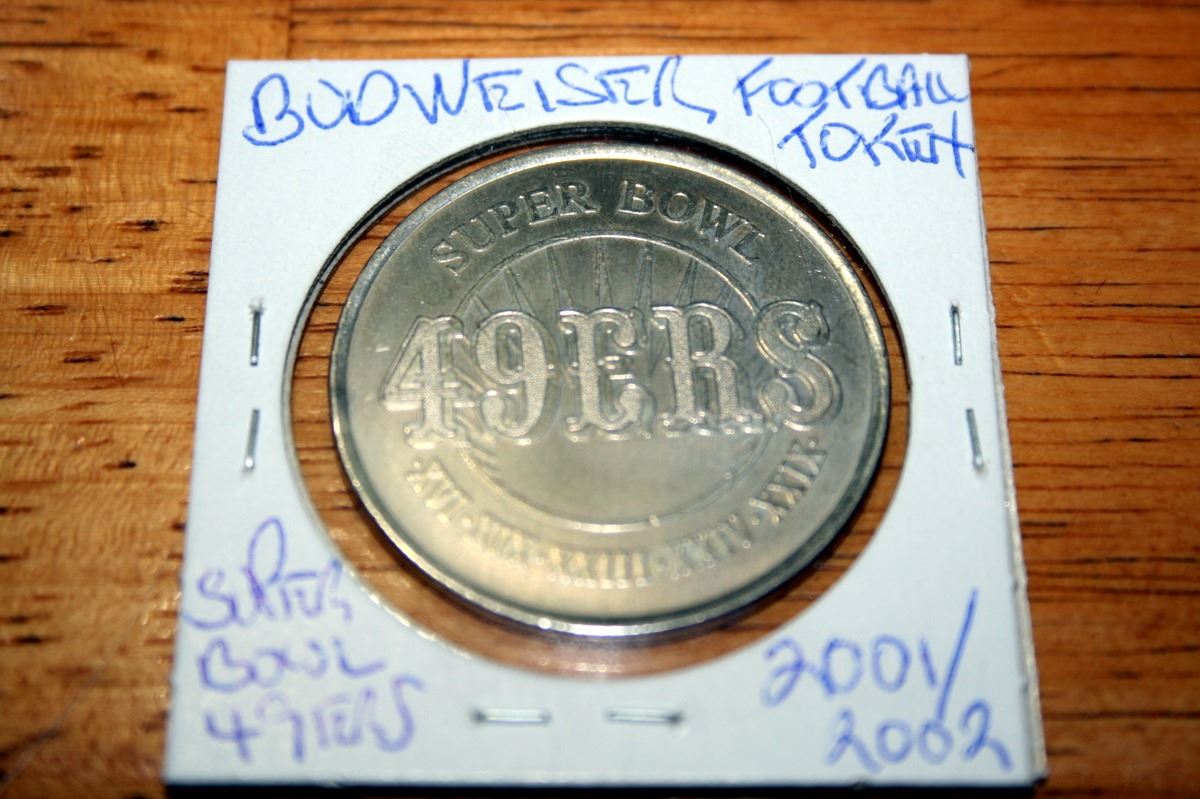 BUDWEISER FOOTBALL
TOKEN
SUPER BOWL
49ERS
·XVI·XIX·XXIII·XXIV·XXIX·
SUPER
BOWL
49ERS
2001/
2002